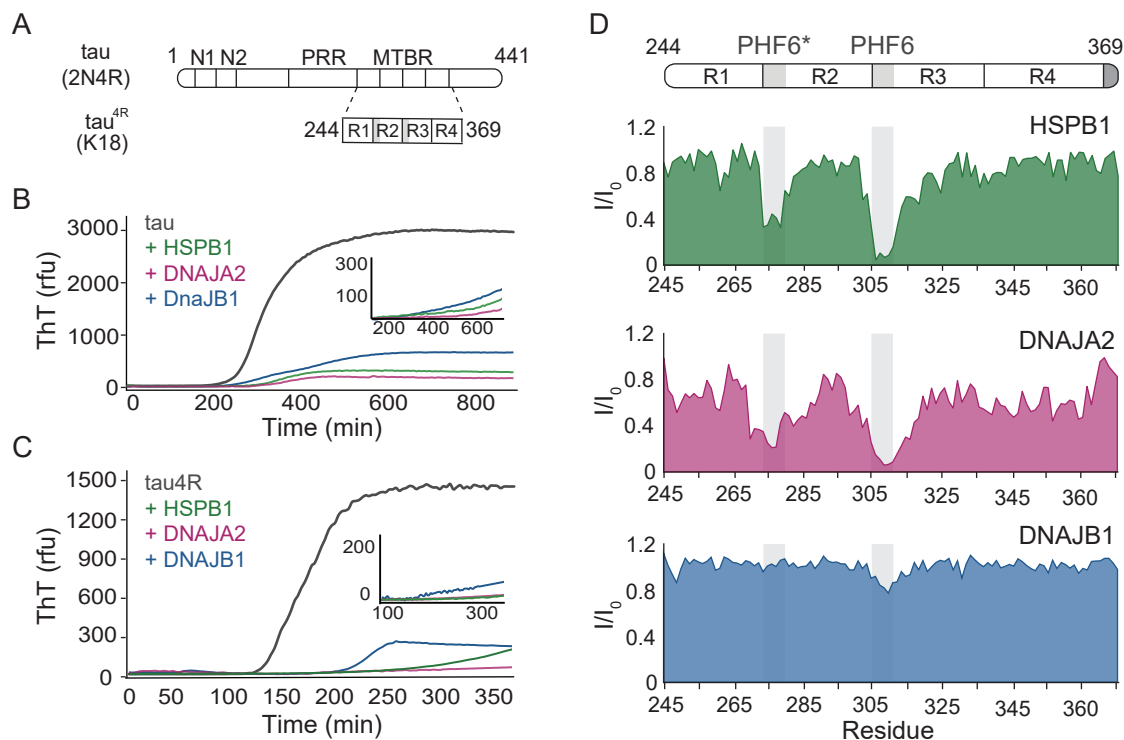 A
1 N1 N2 PRR MTBR 441
tau
(2N4R)
tau4R
(K18)
244 R1 R2 R3 R4 369
B
3000
2000
1000
0
ThT (rfu)
tau
+ HSPB1
+ DNAJA2
+ DnaJB1
300
100
200 400 600
0 200 400 600 800
Time (min)
C
1500
1200
900
600
300
0
ThT (rfu)
tau4R
+ HSPB1
+ DNAJA2
+ DNAJB1
200
0
100 300
0 50 100 150 200 250 300 350
Time (min)
D
244 PHF6* PHF6 369
R1 R2 R3 R4
HSPB1
1.2
0.8
0.4
0
I/I0
245 265 285 305 325 345 360
DNAJA2
1.2
0.8
0.4
0
I/I0
245 265 285 305 325 345 360
DNAJB1
1.2
0.8
0.4
0
I/I0
245 265 285 305 325 345 360
Residue